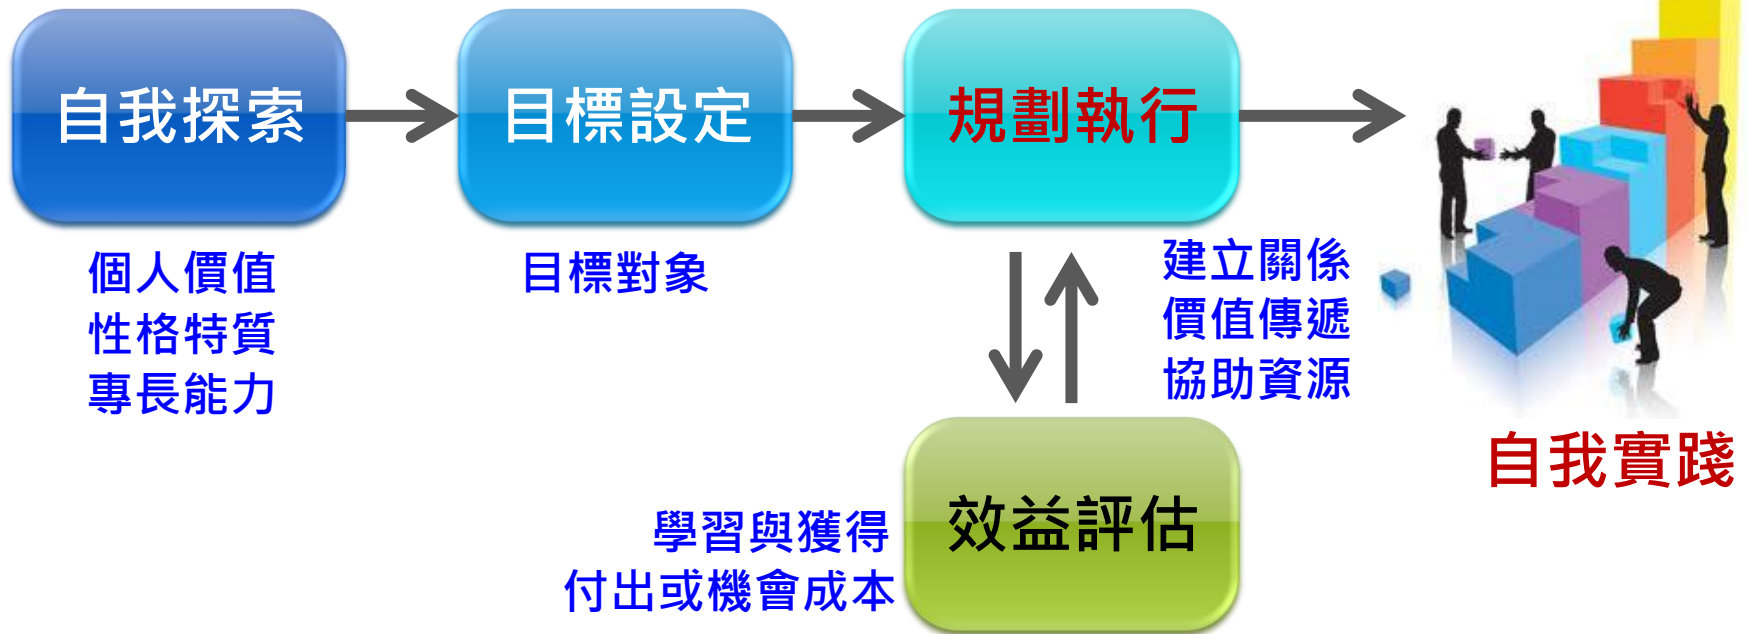 自我探索
目標設定
規劃執行
個人價值
性格特質
專長能力
目標對象
建立關係
價值傳遞
協助資源
自我實踐
效益評估
學習與獲得
付出或機會成本